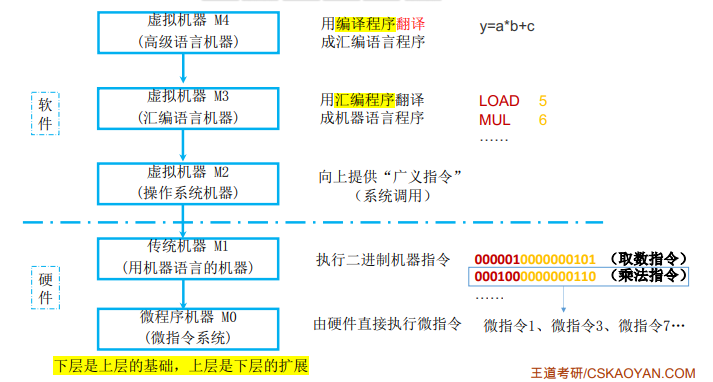 虚拟机器 M4
(高级语言机器)
用编译程序翻译
成汇编语言程序
y=a*b+c
软
件
虚拟机器 M3
(汇编语言机器)
用汇编程序翻译
成机器语言程序
LOAD 5
MUL 6
……
虚拟机器 M2
(操作系统机器)
向上提供“广义指令”
（系统调用）
硬
件
传统机器 M1
(用机器语言的机器)
执行二进制机器指令
0000010000000101 （取数指令）
0001000000000110 （乘法指令）
……
微程序机器 M0
(微指令系统)
由硬件直接执行微指令
微指令1、微指令3、微指令7…
下层是上层的基础，上层是下层的扩展
王道考研/CSKAOYAN.COM